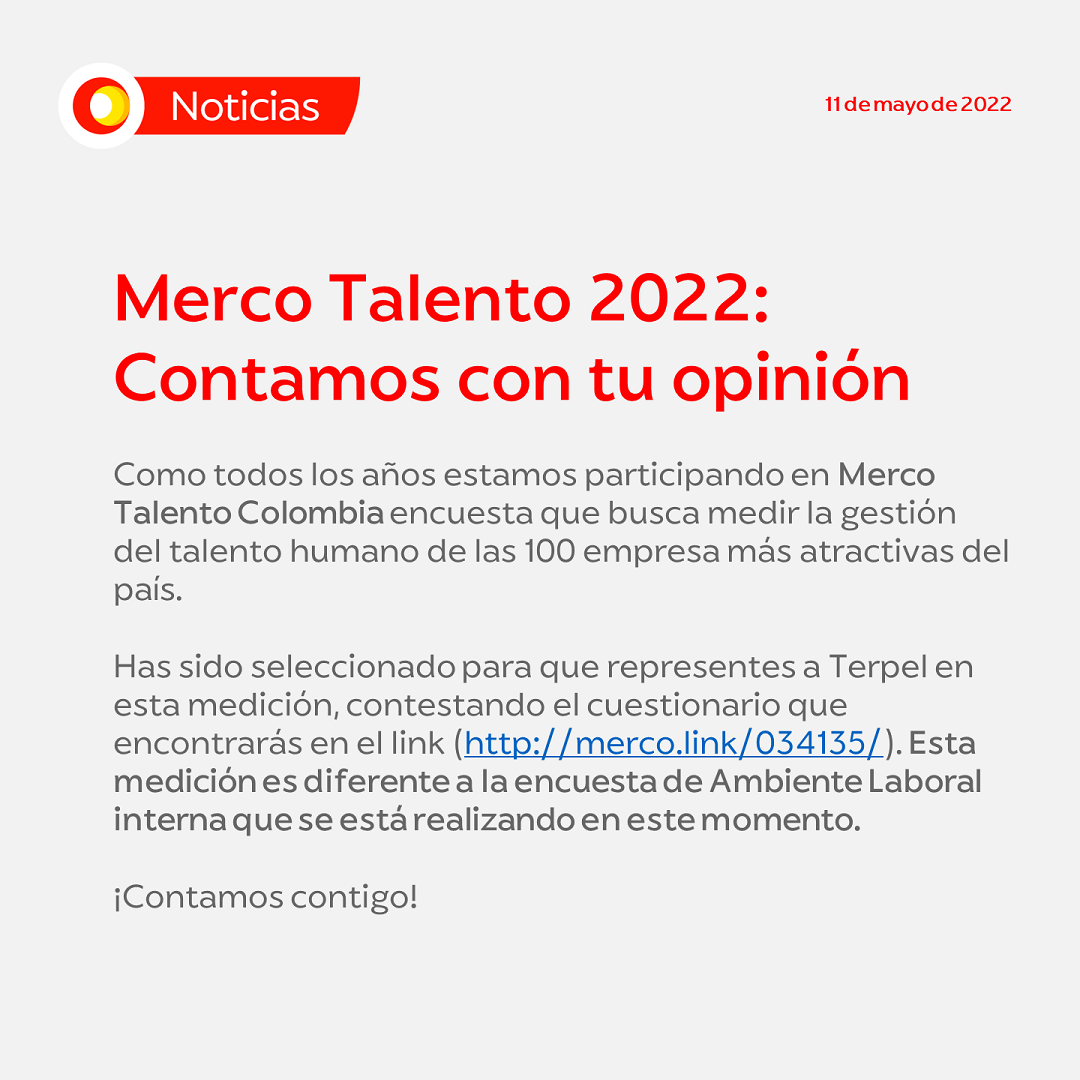 Noticias
11 de mayo de 2022
Merco Talento 2022:
Contamos con tu opinión
Como todos los años estamos participando en Merco
Talento Colombia encuesta que busca medir la gestión
del talento humano de las 100 empresa más atractivas del
país.
Has sido seleccionado para que representes a Terpel en
esta medición, contestando el cuestionario que
encontrarás en el link (http://merco.link/034135/). Esta
medición es diferente a la encuesta de Ambiente Laboral
interna que se está realizando en este momento.
¡Contamos contigo!